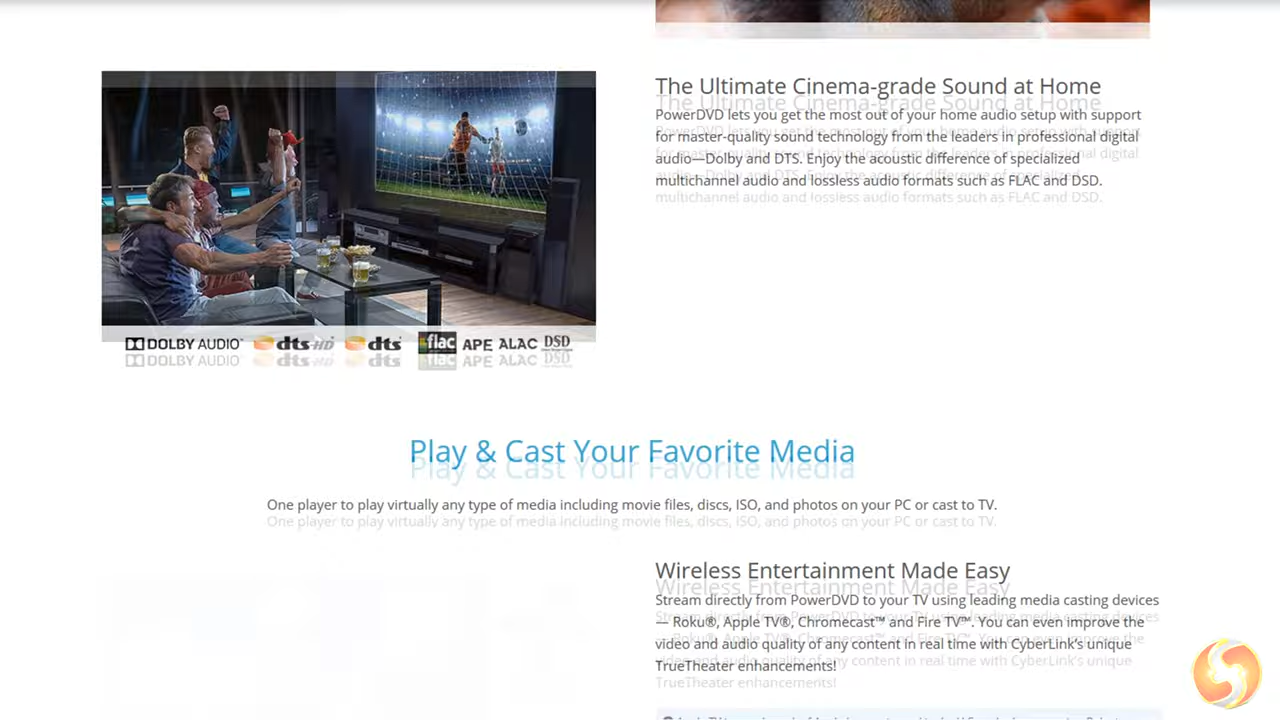 The Ultimate Cinema-grade Sound at Home
PowerDVD lets you get the most out of your home audio setup with support
for master-quality sound technology from the leaders in professional digital
audio—Dolby and DTS. Enjoy the acoustic difference of specialized
multichannel audio and lossless audio formats such as FLAC and DSD.
DOLBY AUDIO™ dts-HD dts flac APE ALAC DSD
Play & Cast Your Favorite Media
One player to play virtually any type of media including movie files, discs, ISO, and photos on your PC or cast to TV.
Wireless Entertainment Made Easy
Stream directly from PowerDVD to your TV using leading media casting devices
— Roku®, Apple TV®, Chromecast™ and Fire TV™. You can even improve the
video and audio quality of any content in real time with CyberLink's unique
TrueTheater enhancements!